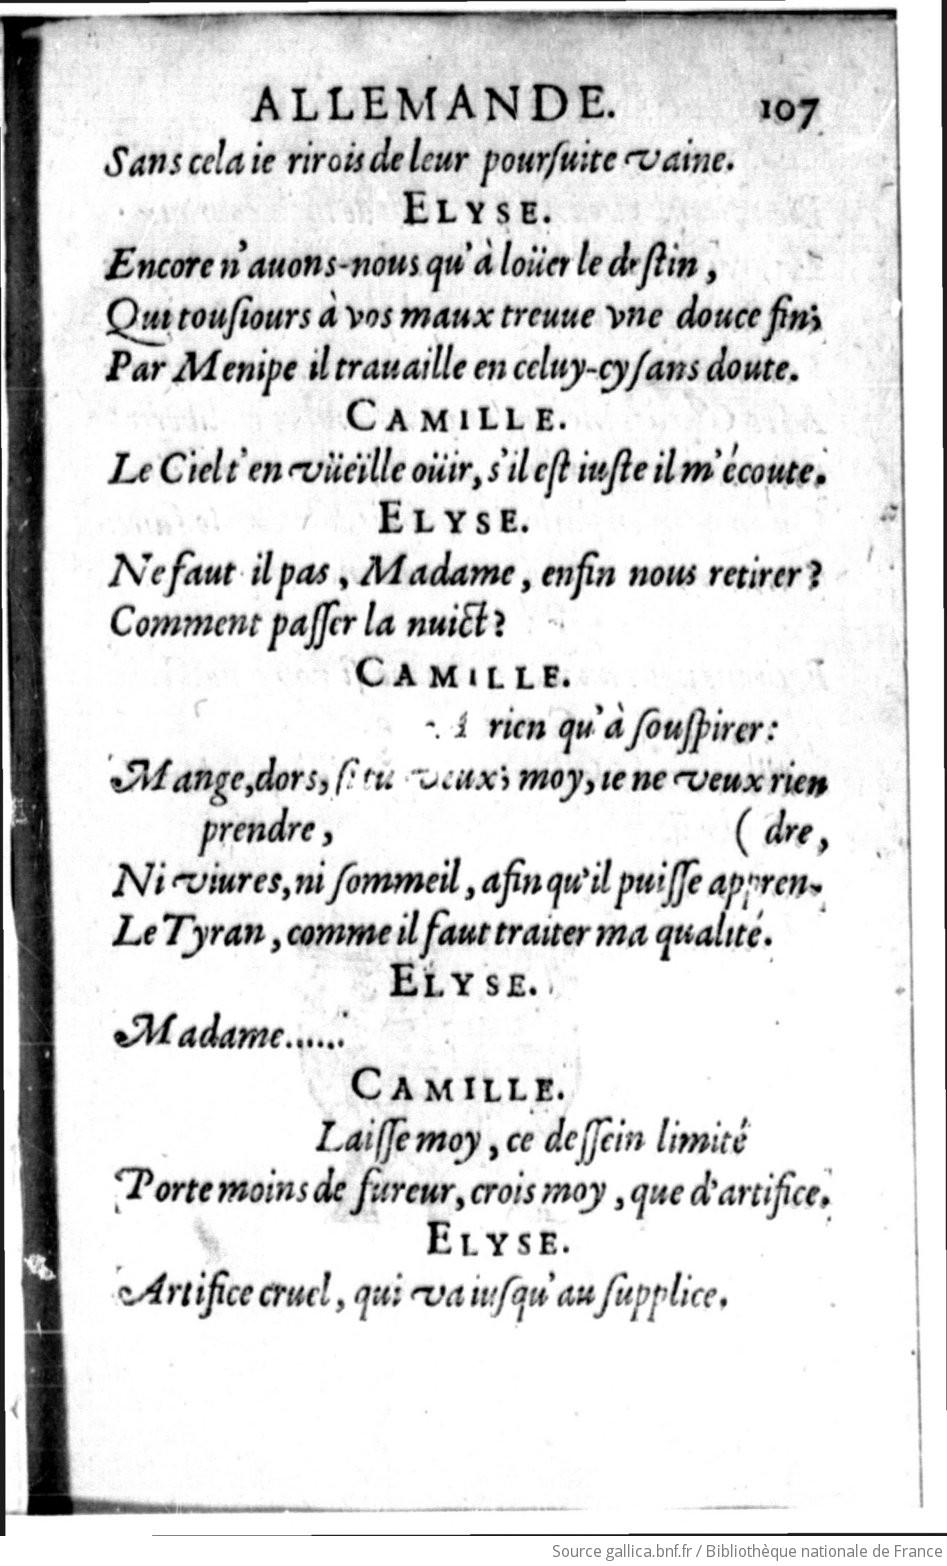 ALLEMANDE. 107
Sans cela ie rirois de leur pourſuite vaine.
ELYSE.
Encore n'auons-nous qu'à loüer le deſtin,
Qui touſiours à vos maux treuue vne douce fin;
Par Menipe il trauaille en celuy-cy ſans doute.
CAMILLE.
Le Ciel t'en vüëille oüir, s'il eſt iuſte il m'écoute.
ELYSE.
Ne faut il pas, Madame, enfin nous retirer?
Comment paſſer la nuict?
CAMILLE.
rien qu'à ſouſpirer:
Mange, dors, ſi tu veux; moy, ie ne veux rien
prendre, ( dre,
Ni viures, ni ſommeil, afin qu'il puiſſe appren-
Le Tyran, comme il faut traiter ma qualité.
ELYSE.
Madame......
CAMILLE.
Laiſſe moy, ce deſſein limité
Porte moins de fureur, crois moy, que d'artifice.
ELYSE.
Artifice cruel, qui va iuſqu'au ſupplice.
Source gallica.bnf.fr / Bibliothèque nationale de France